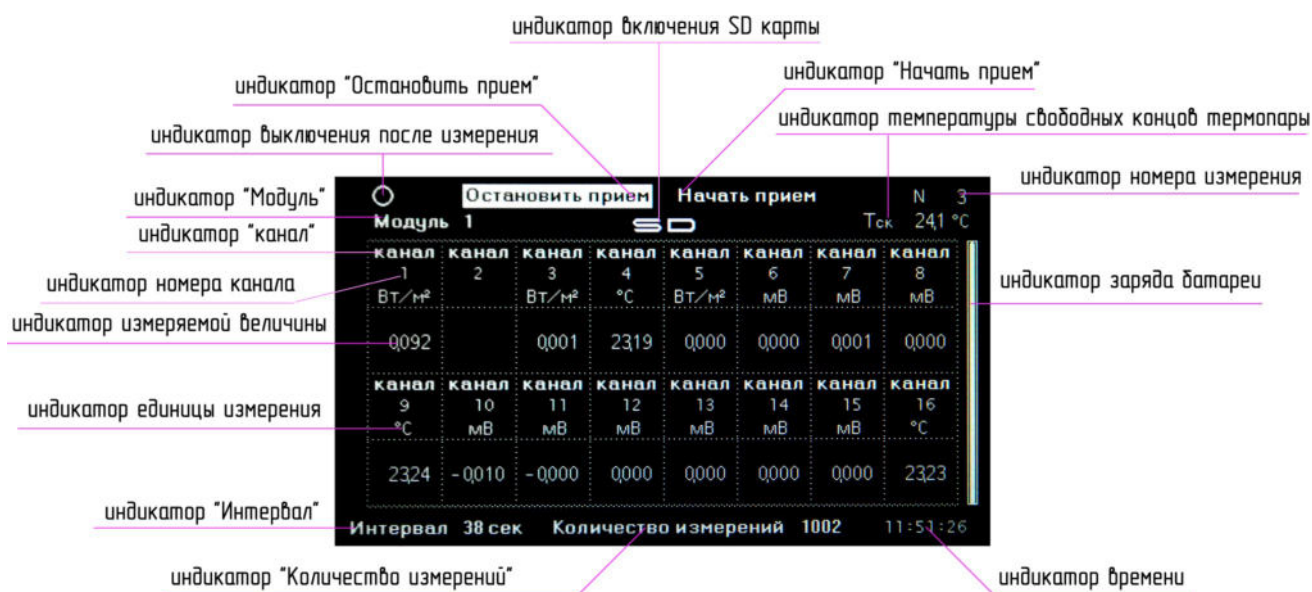 индикатор включения SD карты
индикатор "Остановить прием"
индикатор "Начать прием"
индикатор температуры свободных концов термопары
индикатор выключения после измерения
индикатор номера измерения
индикатор "Модуль"
индикатор "канал"
индикатор номера канала
индикатор измеряемой величины
индикатор единицы измерения
индикатор "Интервал"
индикатор "Количество измерений"
индикатор заряда батареи
индикатор времени
Остановить прием Начать прием N 3
Модуль 1 SD Тск 24,1 °C
канал канал канал канал канал канал канал канал
1 2 3 4 5 6 7 8
Вт/м² Вт/м² °C Вт/м² мВ мВ мВ
0,092 0,001 23,19 0,000 0,000 0,001 0,000
канал канал канал канал канал канал канал канал
9 10 11 12 13 14 15 16
°C мВ мВ мВ мВ мВ мВ °C
23,24 -0,010 -0,000 0,000 0,000 0,000 0,000 23,23
Интервал 38 сек Количество измерений 1002 11:51:26